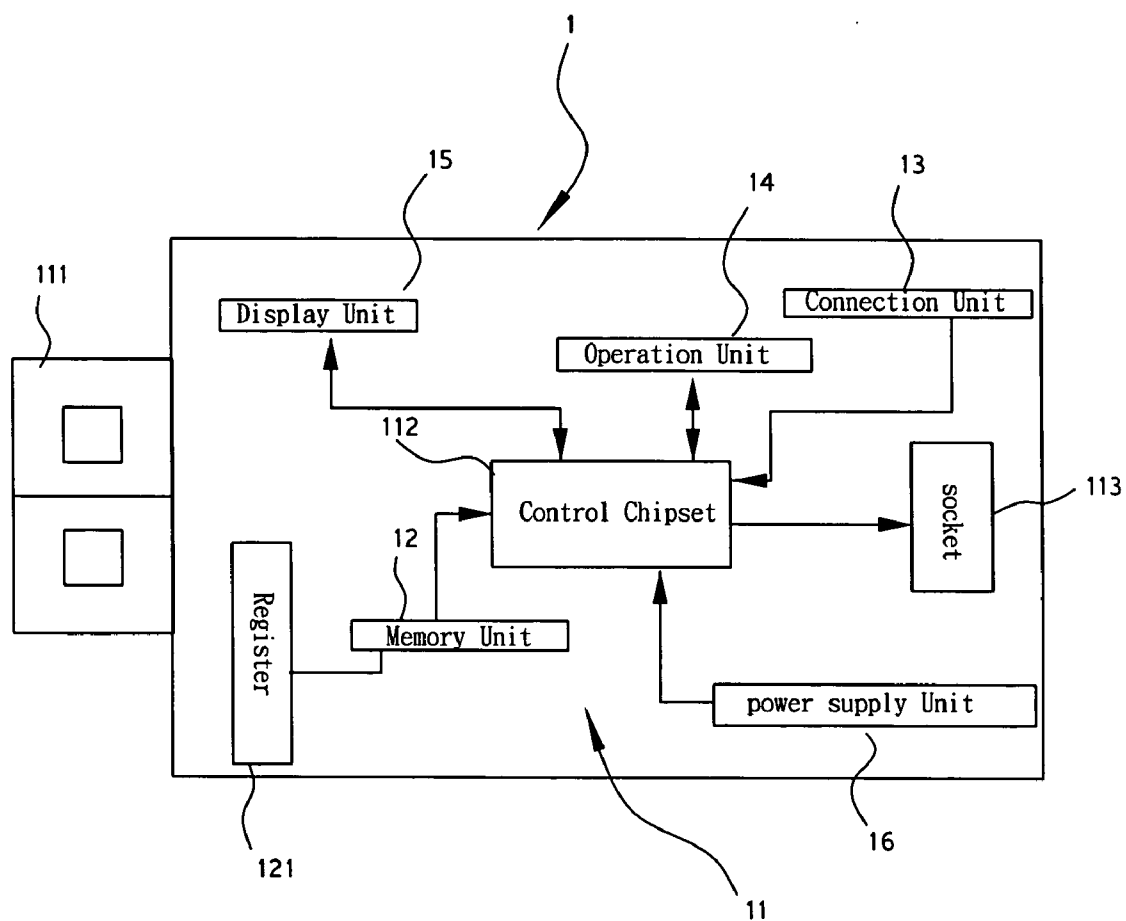 1
15
14
13
111
Display Unit
Connection Unit
Operation Unit
112
Control Chipset
socket
113
12
Register
Memory Unit
power supply Unit
121
16
11